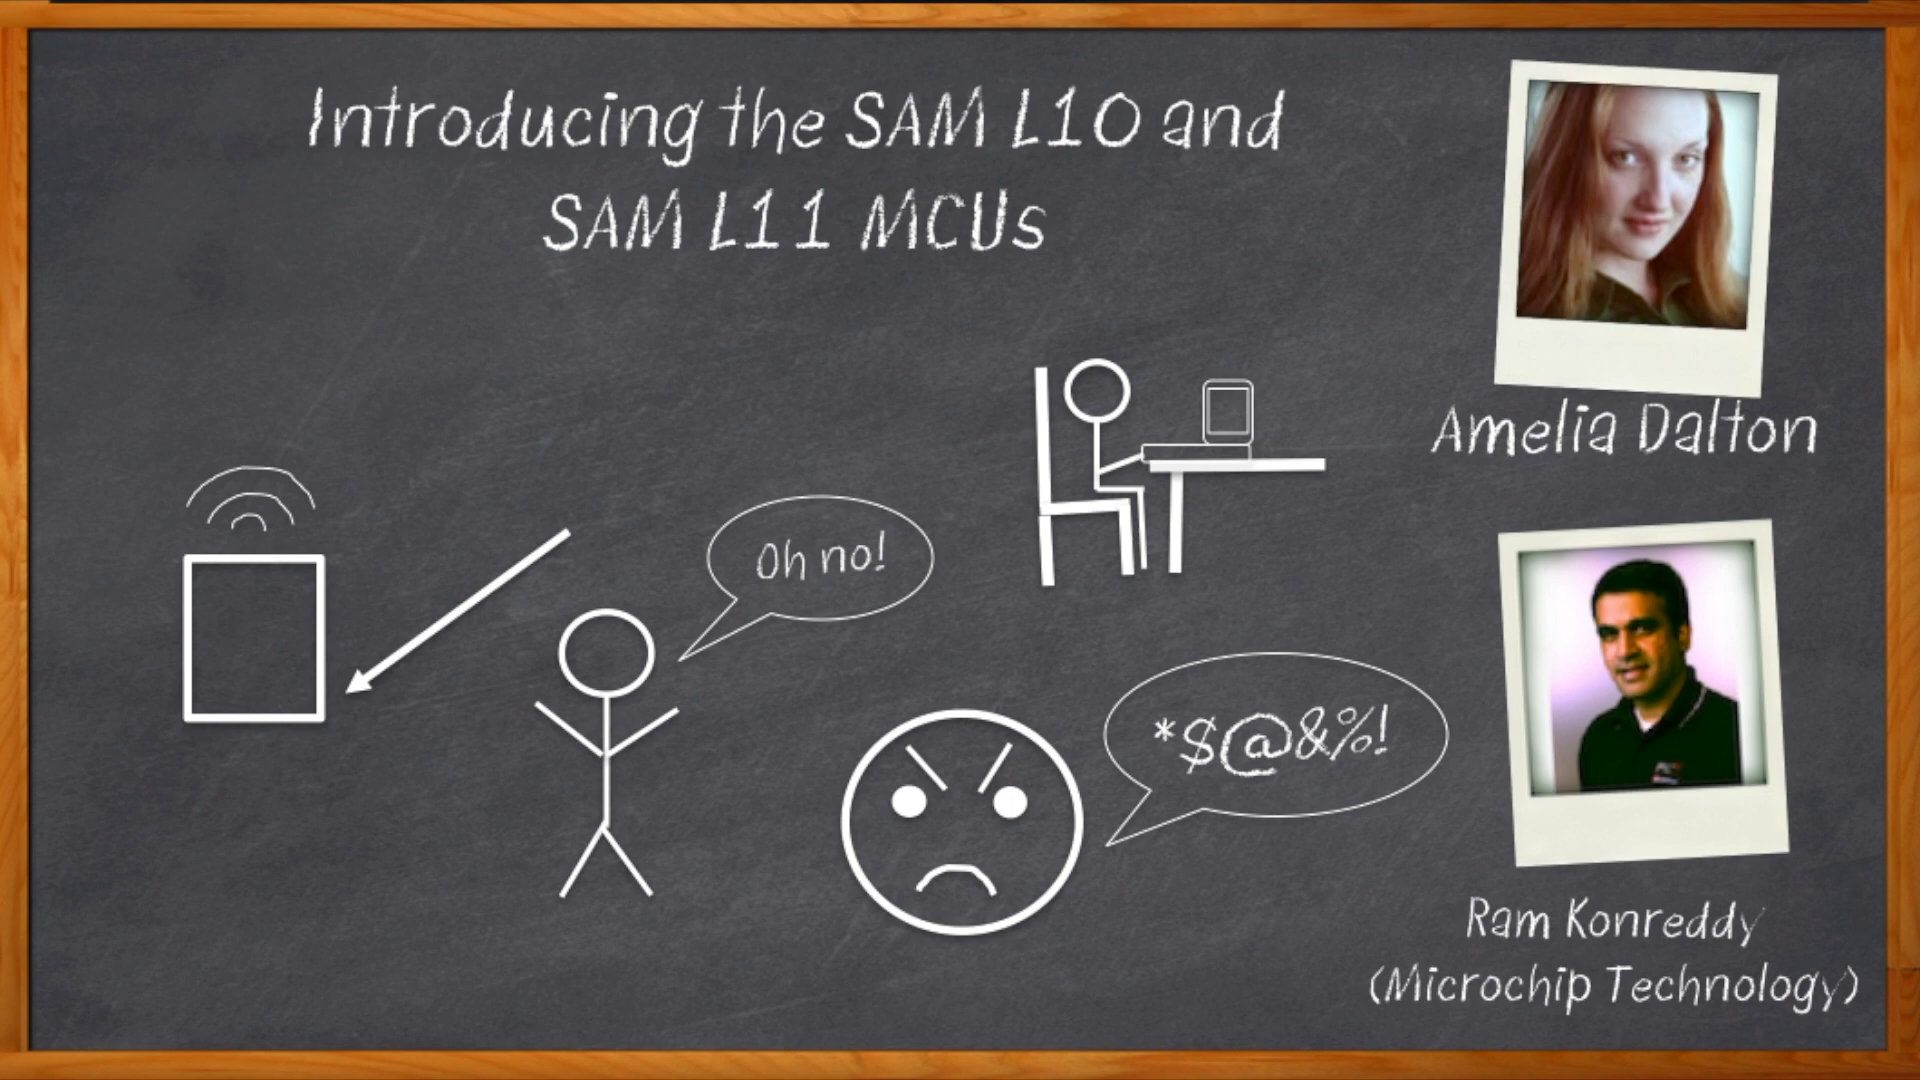 Introducing the SAM L10 and
SAM L11 MCUs
Amelia Dalton
Oh no!
*$@&%!
Ram Konreddy
(Microchip Technology)